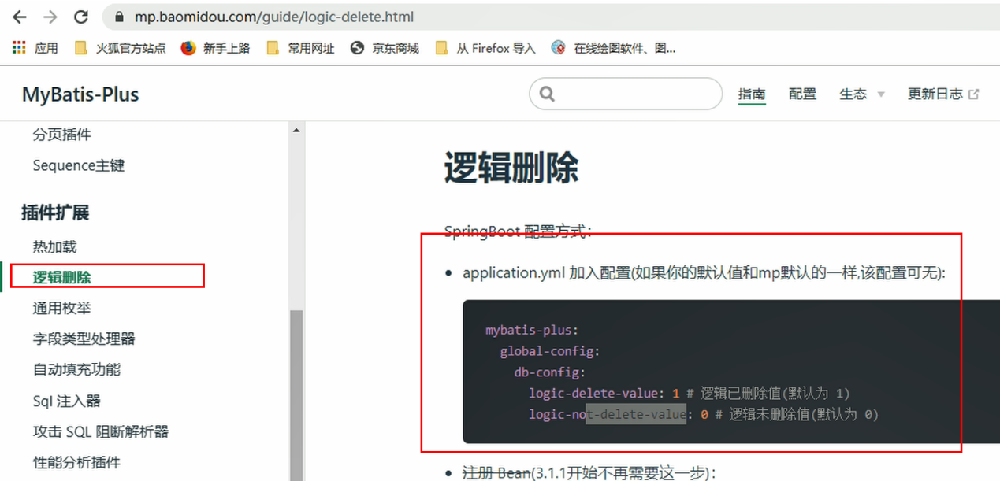 mp.baomidou.com/guide/logic-delete.html
应用 火狐官方站点 新手上路 常用网址 京东商城 从 Firefox 导入 在线绘图软件、图...
MyBatis-Plus 指南 配置 生态 更新日志
分页插件
Sequence主键
插件扩展
热加载
逻辑删除
通用枚举
字段类型处理器
自动填充功能
Sql 注入器
攻击 SQL 阻断解析器
性能分析插件
逻辑删除
SpringBoot 配置方式：
• application.yml 加入配置(如果你的默认值和mp默认的一样,该配置可无):
mybatis-plus:
global-config:
db-config:
logic-delete-value: 1 # 逻辑已删除值(默认为 1)
logic-not-delete-value: 0 # 逻辑未删除值(默认为 0)
• 注册 Bean(3.1.1开始不再需要这一步)：